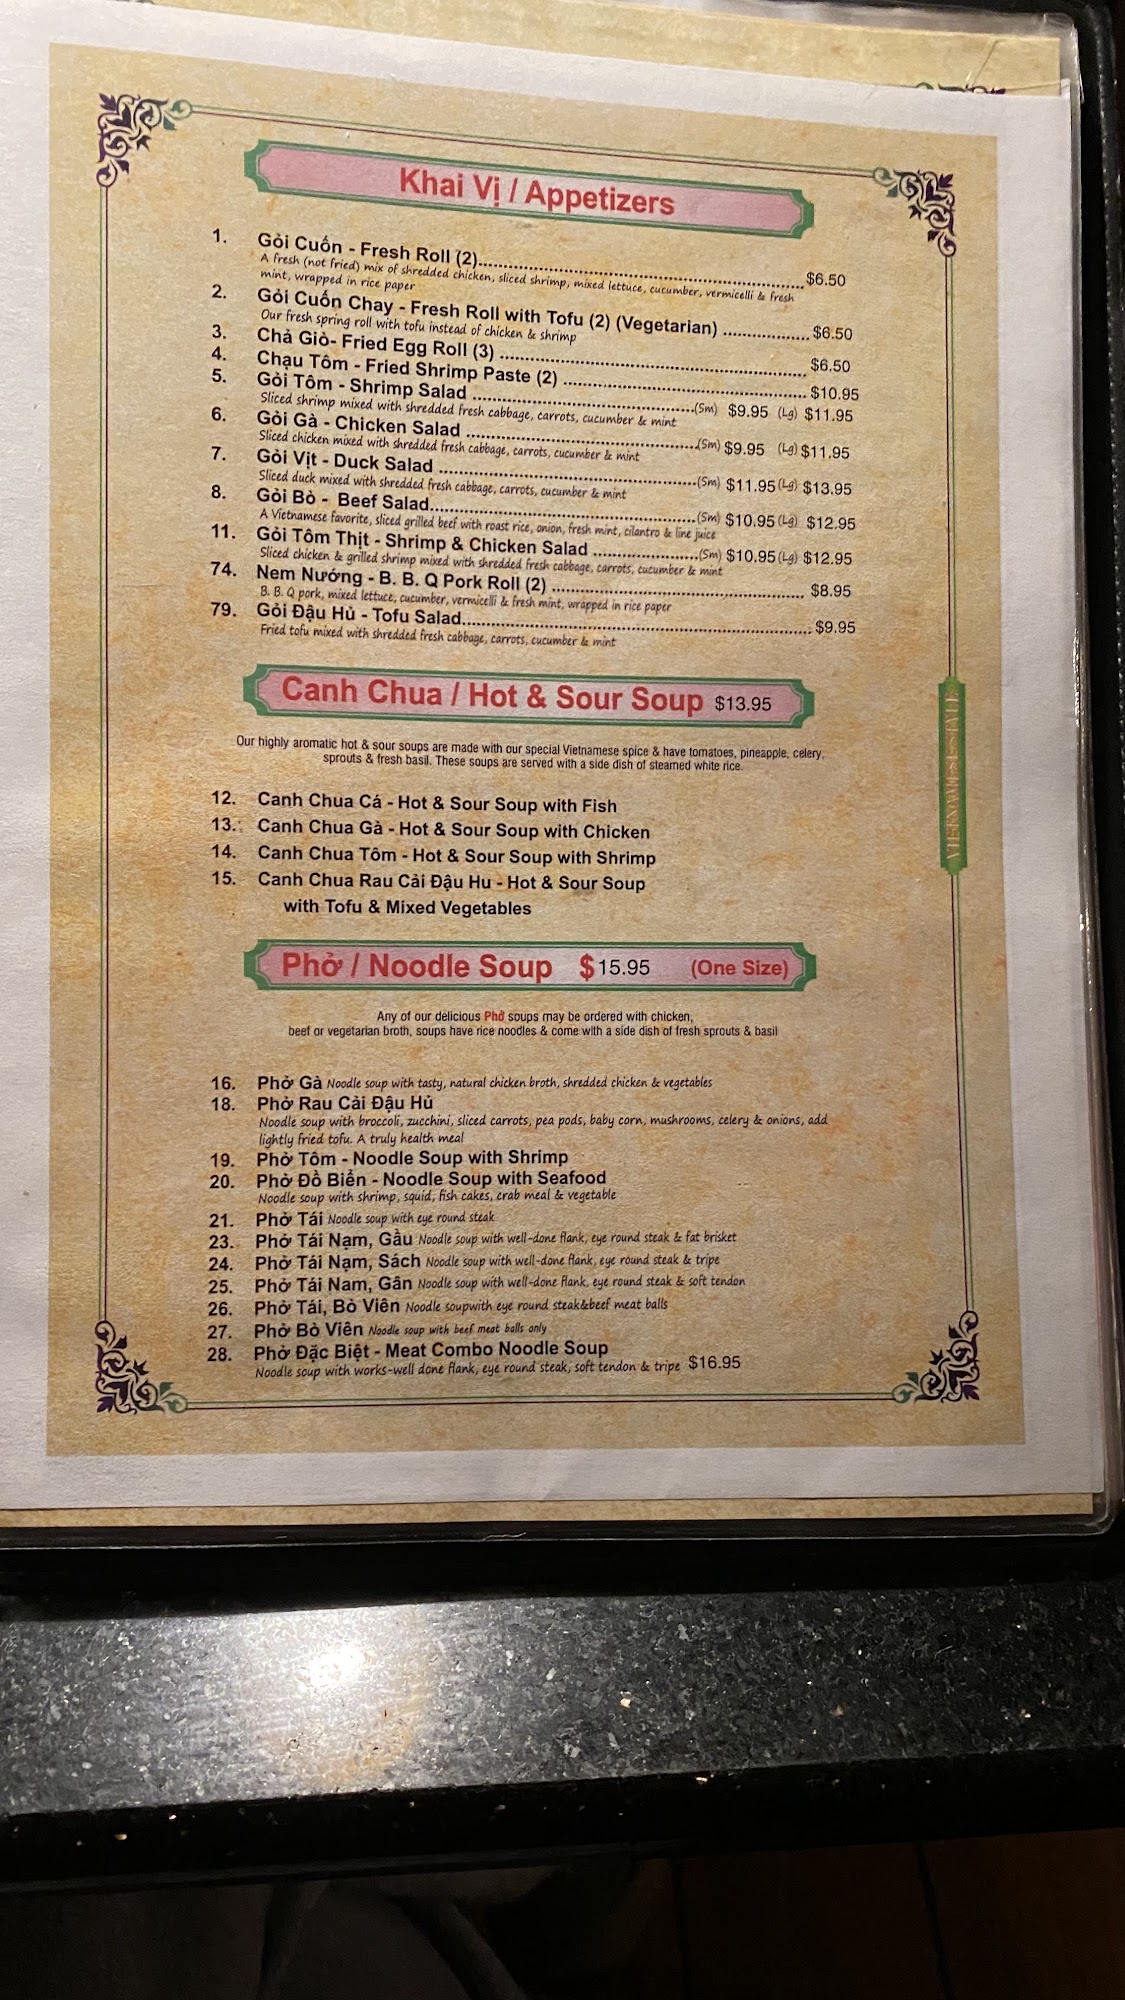 Khai Vị / Appetizers
1. Gỏi Cuốn - Fresh Roll (2)........ $6.50
A fresh (not fried) mix of shredded chicken, sliced shrimp, mixed lettuce, cucumber, vermicelli & fresh
mint, wrapped in rice paper
2. Gỏi Cuốn Chay - Fresh Roll with Tofu (2) (Vegetarian) ........ $6.50
Our fresh spring roll with tofu instead of chicken & shrimp
3. Chả Giò- Fried Egg Roll (3) ........ $6.50
4. Chạu Tôm - Fried Shrimp Paste (2) ........ $10.95
5. Gỏi Tôm - Shrimp Salad ........(Sm) $9.95 (Lg) $11.95
Sliced shrimp mixed with shredded fresh cabbage, carrots, cucumber & mint
6. Gỏi Gà - Chicken Salad ........(Sm) $9.95 (Lg) $11.95
Sliced chicken mixed with shredded fresh cabbage, carrots, cucumber & mint
7. Gỏi Vịt - Duck Salad ........(Sm) $11.95 (Lg) $13.95
Sliced duck mixed with shredded fresh cabbage, carrots, cucumber & mint
8. Gỏi Bò - Beef Salad........(Sm) $10.95 (Lg) $12.95
A Vietnamese favorite, sliced grilled beef with roast rice, onion, fresh mint, cilantro & line juice
11. Gỏi Tôm Thịt - Shrimp & Chicken Salad ........(Sm) $10.95 (Lg) $12.95
Sliced chicken & grilled shrimp mixed with shredded fresh cabbage, carrots, cucumber & mint
74. Nem Nướng - B. B. Q Pork Roll (2) ........ $8.95
B. B. Q pork, mixed lettuce, cucumber, vermicelli & fresh mint, wrapped in rice paper
79. Gỏi Đậu Hủ - Tofu Salad........ $9.95
Fried tofu mixed with shredded fresh cabbage, carrots, cucumber & mint
Canh Chua / Hot & Sour Soup $13.95
Our highly aromatic hot & sour soups are made with our special Vietnamese spice & have tomatoes, pineapple, celery,
sprouts & fresh basil. These soups are served with a side dish of steamed white rice.
12. Canh Chua Cá - Hot & Sour Soup with Fish
13. Canh Chua Gà - Hot & Sour Soup with Chicken
14. Canh Chua Tôm - Hot & Sour Soup with Shrimp
15. Canh Chua Rau Cải Đậu Hu - Hot & Sour Soup
with Tofu & Mixed Vegetables
Phở / Noodle Soup $15.95 (One Size)
Any of our delicious Phở soups may be ordered with chicken,
beef or vegetarian broth, soups have rice noodles & come with a side dish of fresh sprouts & basil
16. Phở Gà Noodle soup with tasty, natural chicken broth, shredded chicken & vegetables
18. Phở Rau Cải Đậu Hủ
Noodle soup with broccoli, zucchini, sliced carrots, pea pods, baby corn, mushrooms, celery & onions, add
lightly fried tofu. A truly health meal
19. Phở Tôm - Noodle Soup with Shrimp
20. Phở Đồ Biển - Noodle Soup with Seafood
Noodle soup with shrimp, squid, fish cakes, crab meal & vegetable
21. Phở Tái Noodle soup with eye round steak
23. Phở Tái Nạm, Gầu Noodle soup with well-done flank, eye round steak & fat brisket
24. Phở Tái Nạm, Sách Noodle soup with well-done flank, eye round steak & tripe
25. Phở Tái Nam, Gân Noodle soup with well-done flank, eye round steak & soft tendon
26. Phở Tái, Bò Viên Noodle soupwith eye round steak&beef meat balls
27. Phở Bò Viên Noodle soup with beef meat balls only
28. Phở Đặc Biệt - Meat Combo Noodle Soup
Noodle soup with works-well done flank, eye round steak, soft tendon & tripe $16.95